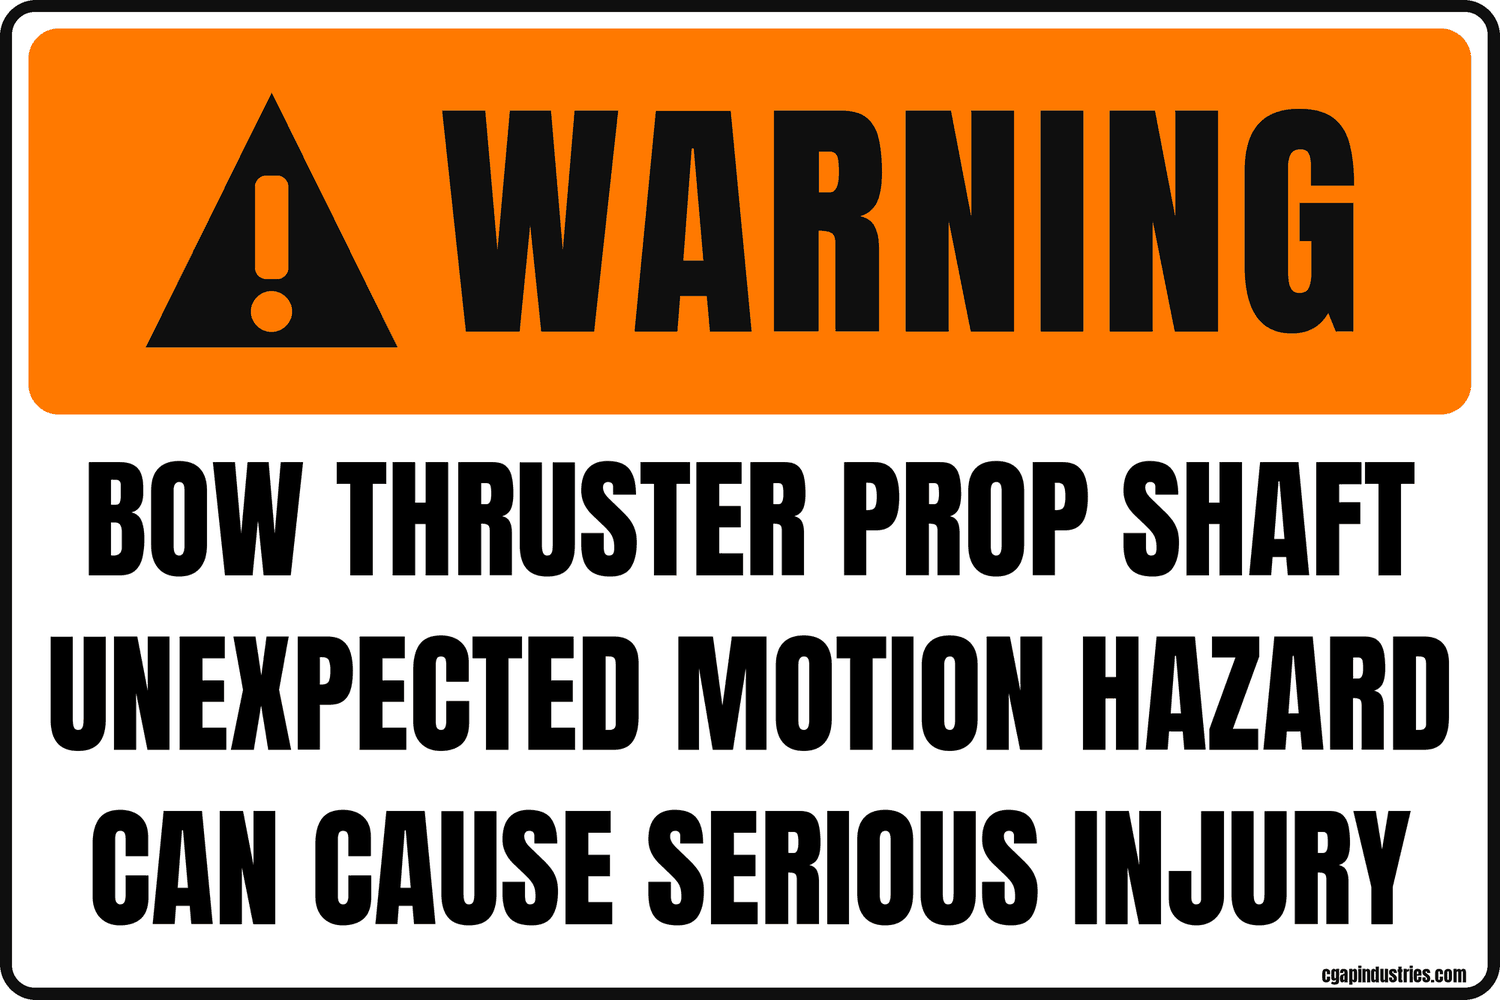 WARNING
BOW THRUSTER PROP SHAFT
UNEXPECTED MOTION HAZARD
CAN CAUSE SERIOUS INJURY
cgapindustries.com